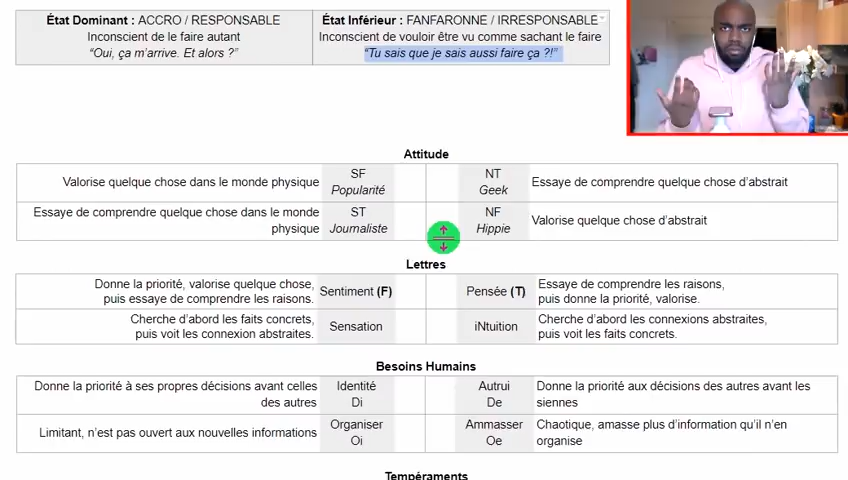 État Dominant : ACCRO / RESPONSABLE
Inconscient de le faire autant
“Oui, ça m’arrive. Et alors ?”
État Inférieur : FANFARONNE / IRRESPONSABLE
Inconscient de vouloir être vu comme sachant le faire
“Tu sais que je sais aussi faire ça ?!”
Attitude
Valorise quelque chose dans le monde physique
SF
Popularité
NT
Geek
Essaye de comprendre quelque chose d’abstrait
Essaye de comprendre quelque chose dans le monde
physique
ST
Journaliste
NF
Hippie
Valorise quelque chose d’abstrait
Lettres
Donne la priorité, valorise quelque chose,
puis essaye de comprendre les raisons.
Sentiment (F)
Pensée (T)
Essaye de comprendre les raisons,
puis donne la priorité, valorise.
Cherche d’abord les faits concrets,
puis voit les connexion abstraites.
Sensation
iNtuition
Cherche d’abord les connexions abstraites,
puis voit les faits concrets.
Besoins Humains
Donne la priorité à ses propres décisions avant celles
des autres
Identité
Di
Autrui
De
Donne la priorité aux décisions des autres avant les
siennes
Limitant, n’est pas ouvert aux nouvelles informations
Organiser
Oi
Ammasser
Oe
Chaotique, amasse plus d’information qu’il n’en
organise
Tempéraments